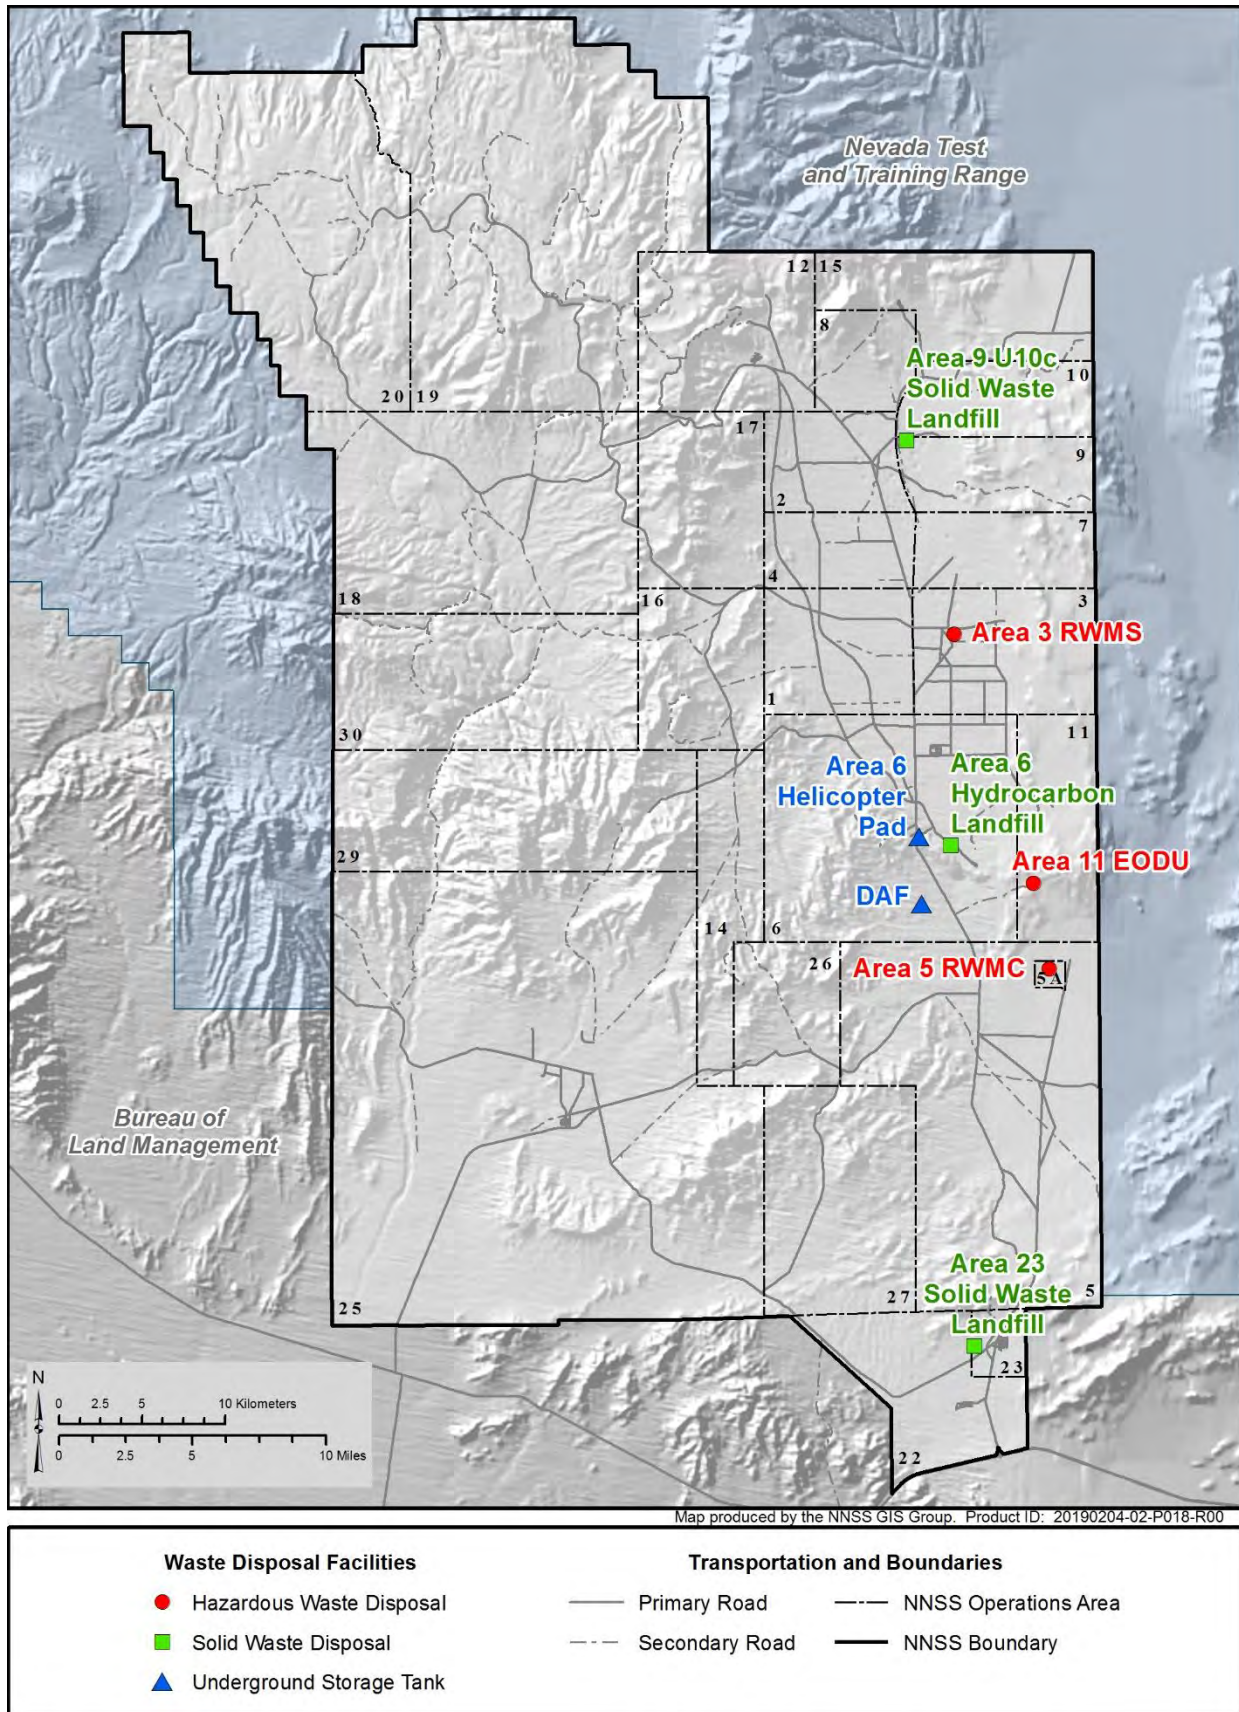 Nevada Test
and Training Range
12 15
8
Area 9 U10c
Solid Waste
Landfill
10
20 19
17
9
2
7
4
18
16
3
Area 3 RWMS
1
30
11
Area 6
Helicopter
Pad
Area 6
Hydrocarbon
Landfill
29
Area 11 EODU
DAF
14
6
26
Area 5 RWMC
5A
Bureau of
Land Management
Area 23
Solid Waste
Landfill
25
27
5
23
22
N
0 2.5 5 10 Kilometers
0 2.5 5 10 Miles
Map produced by the NNSS GIS Group. Product ID: 20190204-02-P018-R00
Waste Disposal Facilities
Hazardous Waste Disposal
Solid Waste Disposal
Underground Storage Tank
Transportation and Boundaries
Primary Road
Secondary Road
NNSS Operations Area
NNSS Boundary